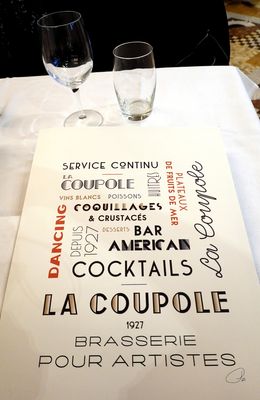 SERVICE CONTINU
LA
COUPOLE
HUITRES
PLATEAUX
DE FRUITS DE MER
VINS BLANCS
POISSONS
COQUILLAGES
& CRUSTACÉS
DANCING
DEPUIS
1927
DESSERTS
BAR
AMERICAN
La Coupole
COCKTAILS
LA COUPOLE
1927
BRASSERIE
POUR ARTISTES